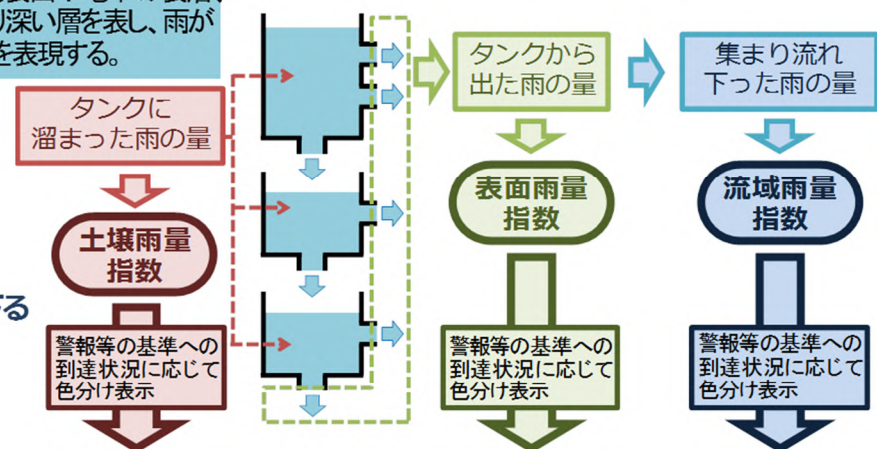 り深い層を表し、雨が
を表現する。
タンクに
溜まった雨の量
土壌雨量
指数
る
警報等の基準への
到達状況に応じて
色分け表示
タンクから
出た雨の量
表面雨量
指数
警報等の基準への
到達状況に応じて
色分け表示
集まり流れ
下った雨の量
流域雨量
指数
警報等の基準への
到達状況に応じて
色分け表示